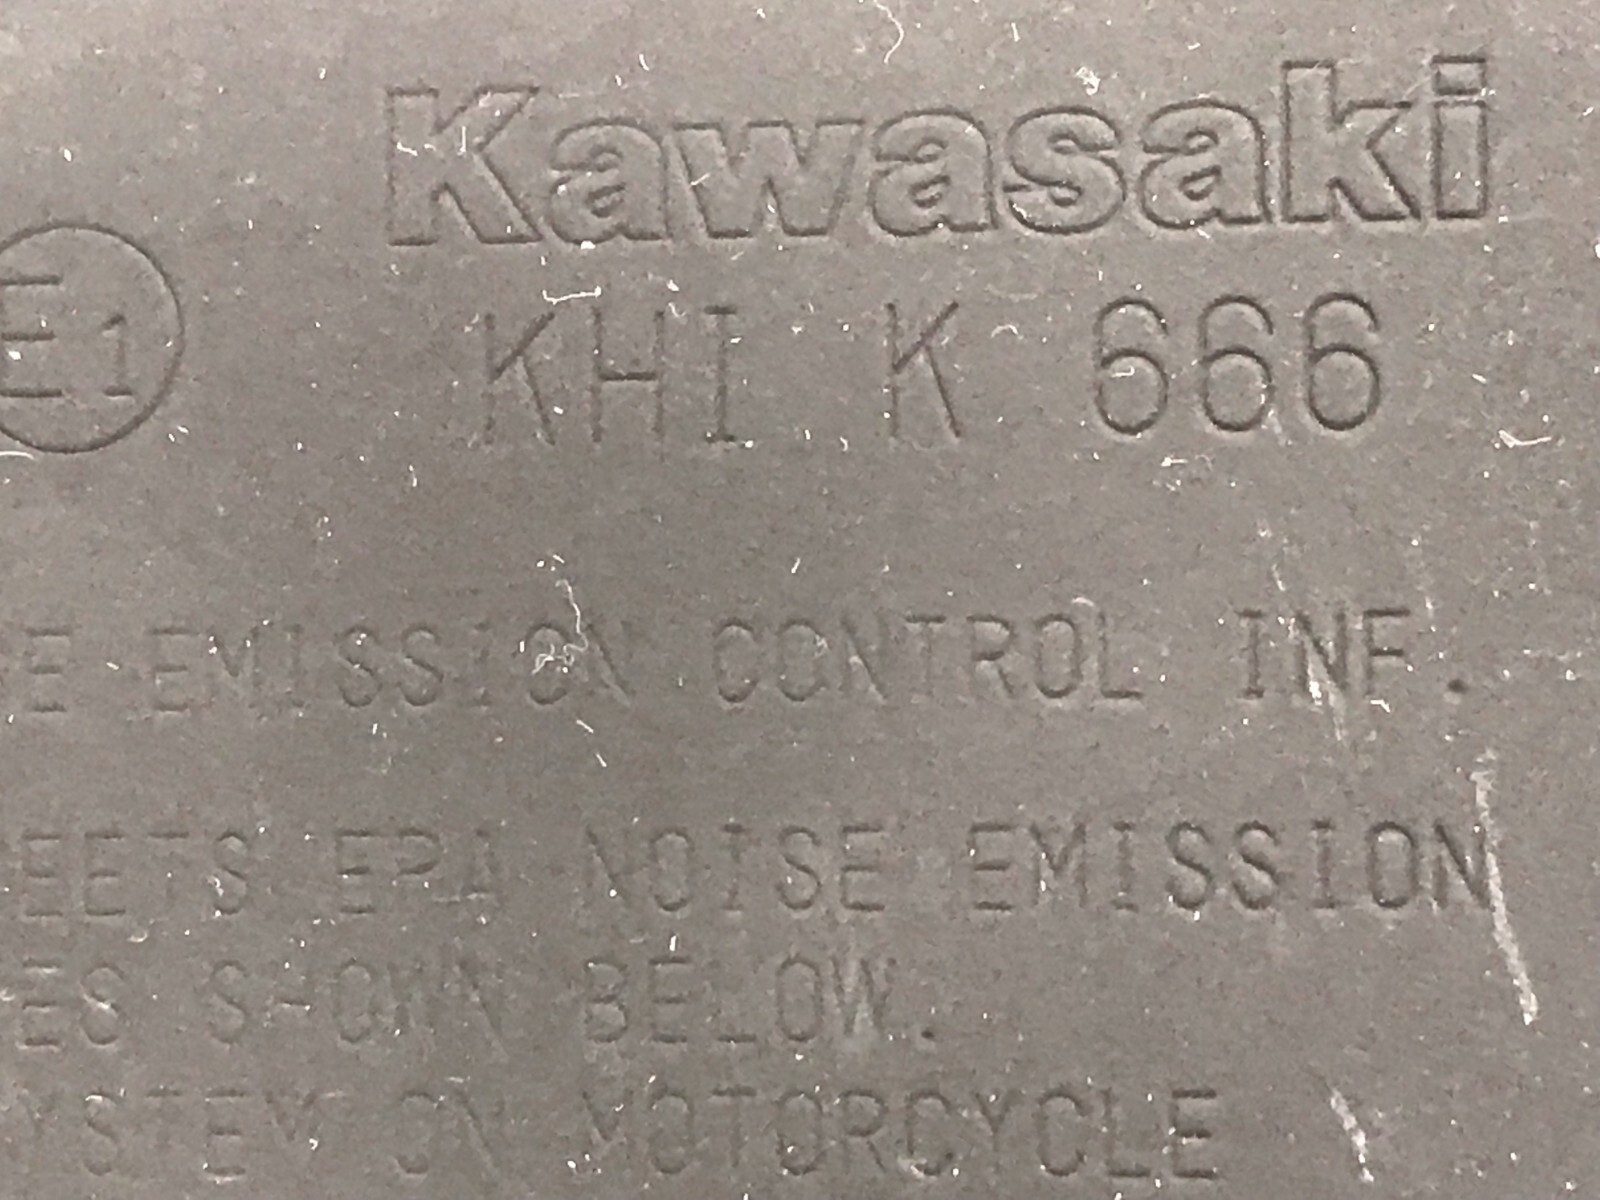 Kawasaki
E1
KHI K 666
E EMISSION CONTROL INF.
EETS EPA NOISE EMISSION
ES SHOWN BELOW.
YSTEM ON MOTORCYCLE